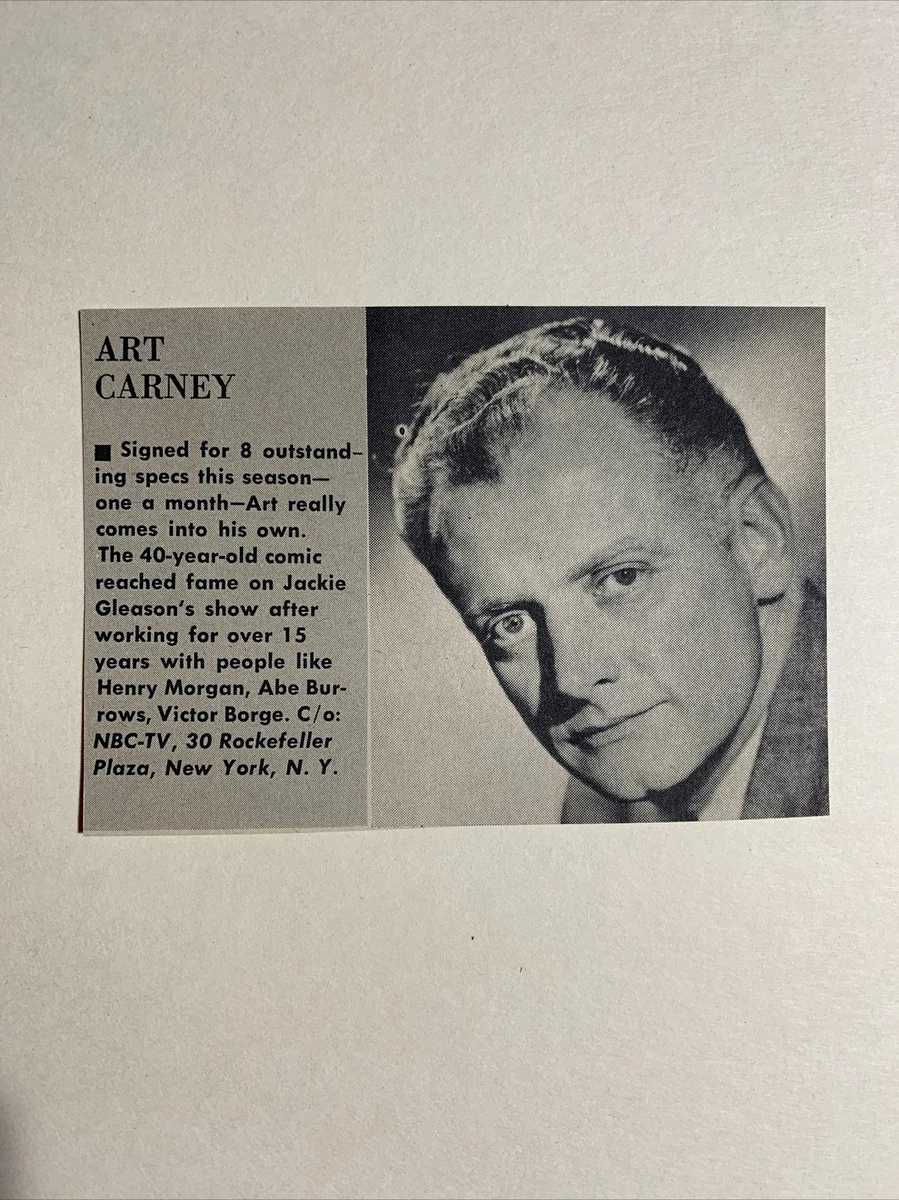 ART
CARNEY
■ Signed for 8 outstand-
ing specs this season—
one a month—Art really
comes into his own.
The 40-year-old comic
reached fame on Jackie
Gleason's show after
working for over 15
years with people like
Henry Morgan, Abe Bur-
rows, Victor Borge. C/o:
NBC-TV, 30 Rockefeller
Plaza, New York, N. Y.